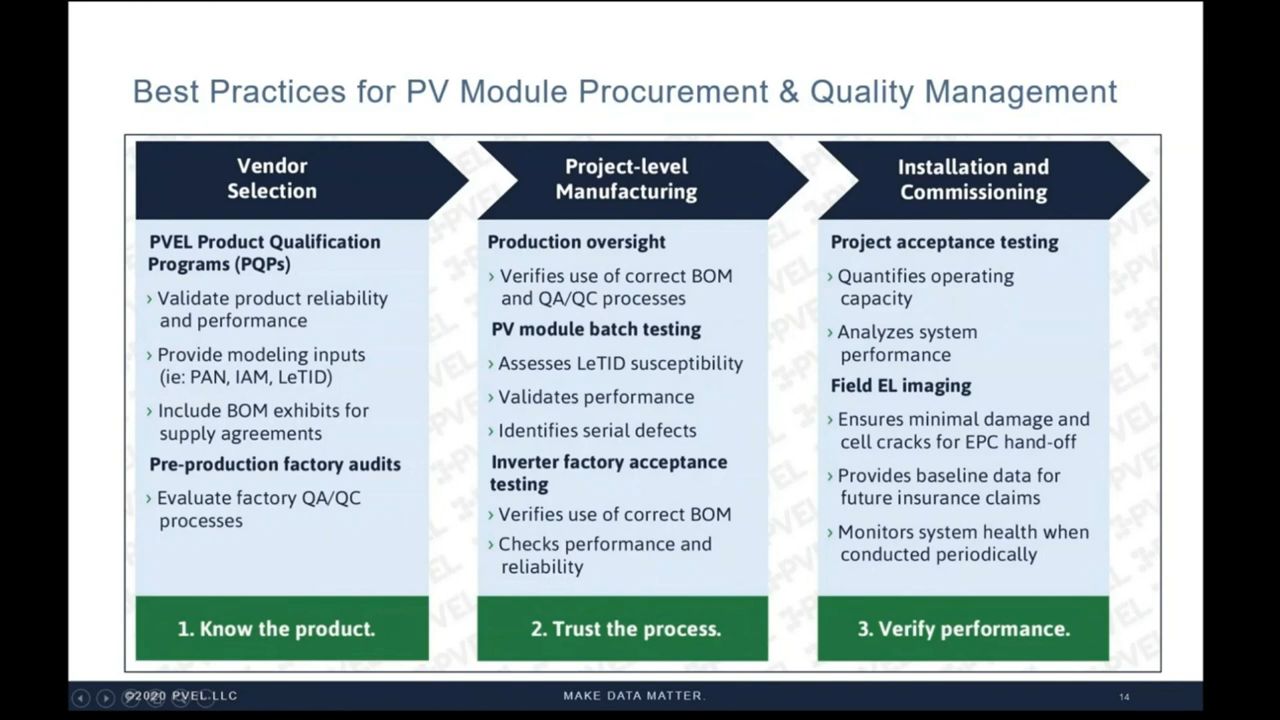 Best Practices for PV Module Procurement & Quality Management
Vendor
Selection
PVEL Product Qualification
Programs (PQPs)
› Validate product reliability
and performance
› Provide modeling inputs
(ie: PAN, IAM, LeTID)
› Include BOM exhibits for
supply agreements
Pre-production factory audits
› Evaluate factory QA/QC
processes
1. Know the product.
Project-level
Manufacturing
Production oversight
› Verifies use of correct BOM
and QA/QC processes
PV module batch testing
› Assesses LeTID susceptibility
› Validates performance
› Identifies serial defects
Inverter factory acceptance
testing
› Verifies use of correct BOM
› Checks performance and
reliability
2. Trust the process.
Installation and
Commissioning
Project acceptance testing
› Quantifies operating
capacity
› Analyzes system
performance
Field EL imaging
› Ensures minimal damage and
cell cracks for EPC hand-off
› Provides baseline data for
future insurance claims
› Monitors system health when
conducted periodically
3. Verify performance.
©2020 PVEL.LLC
MAKE DATA MATTER.
14